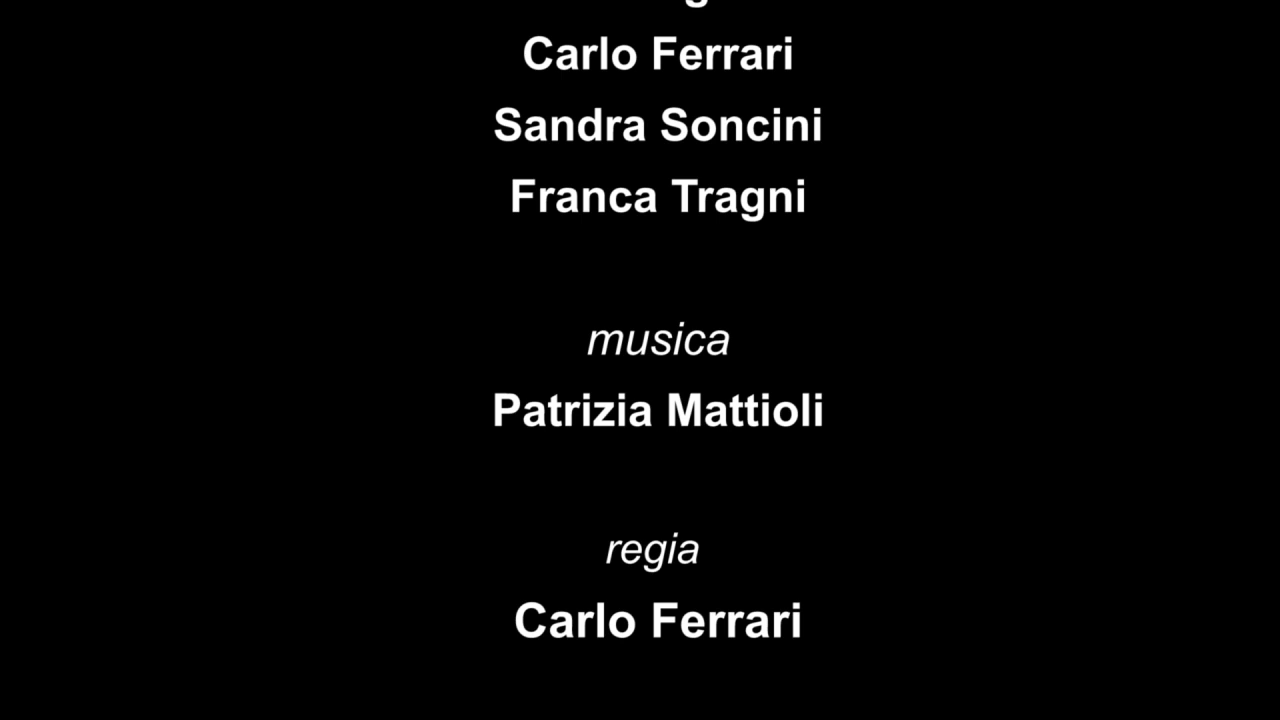 Carlo Ferrari
Sandra Soncini
Franca Tragni
musica
Patrizia Mattioli
regia
Carlo Ferrari